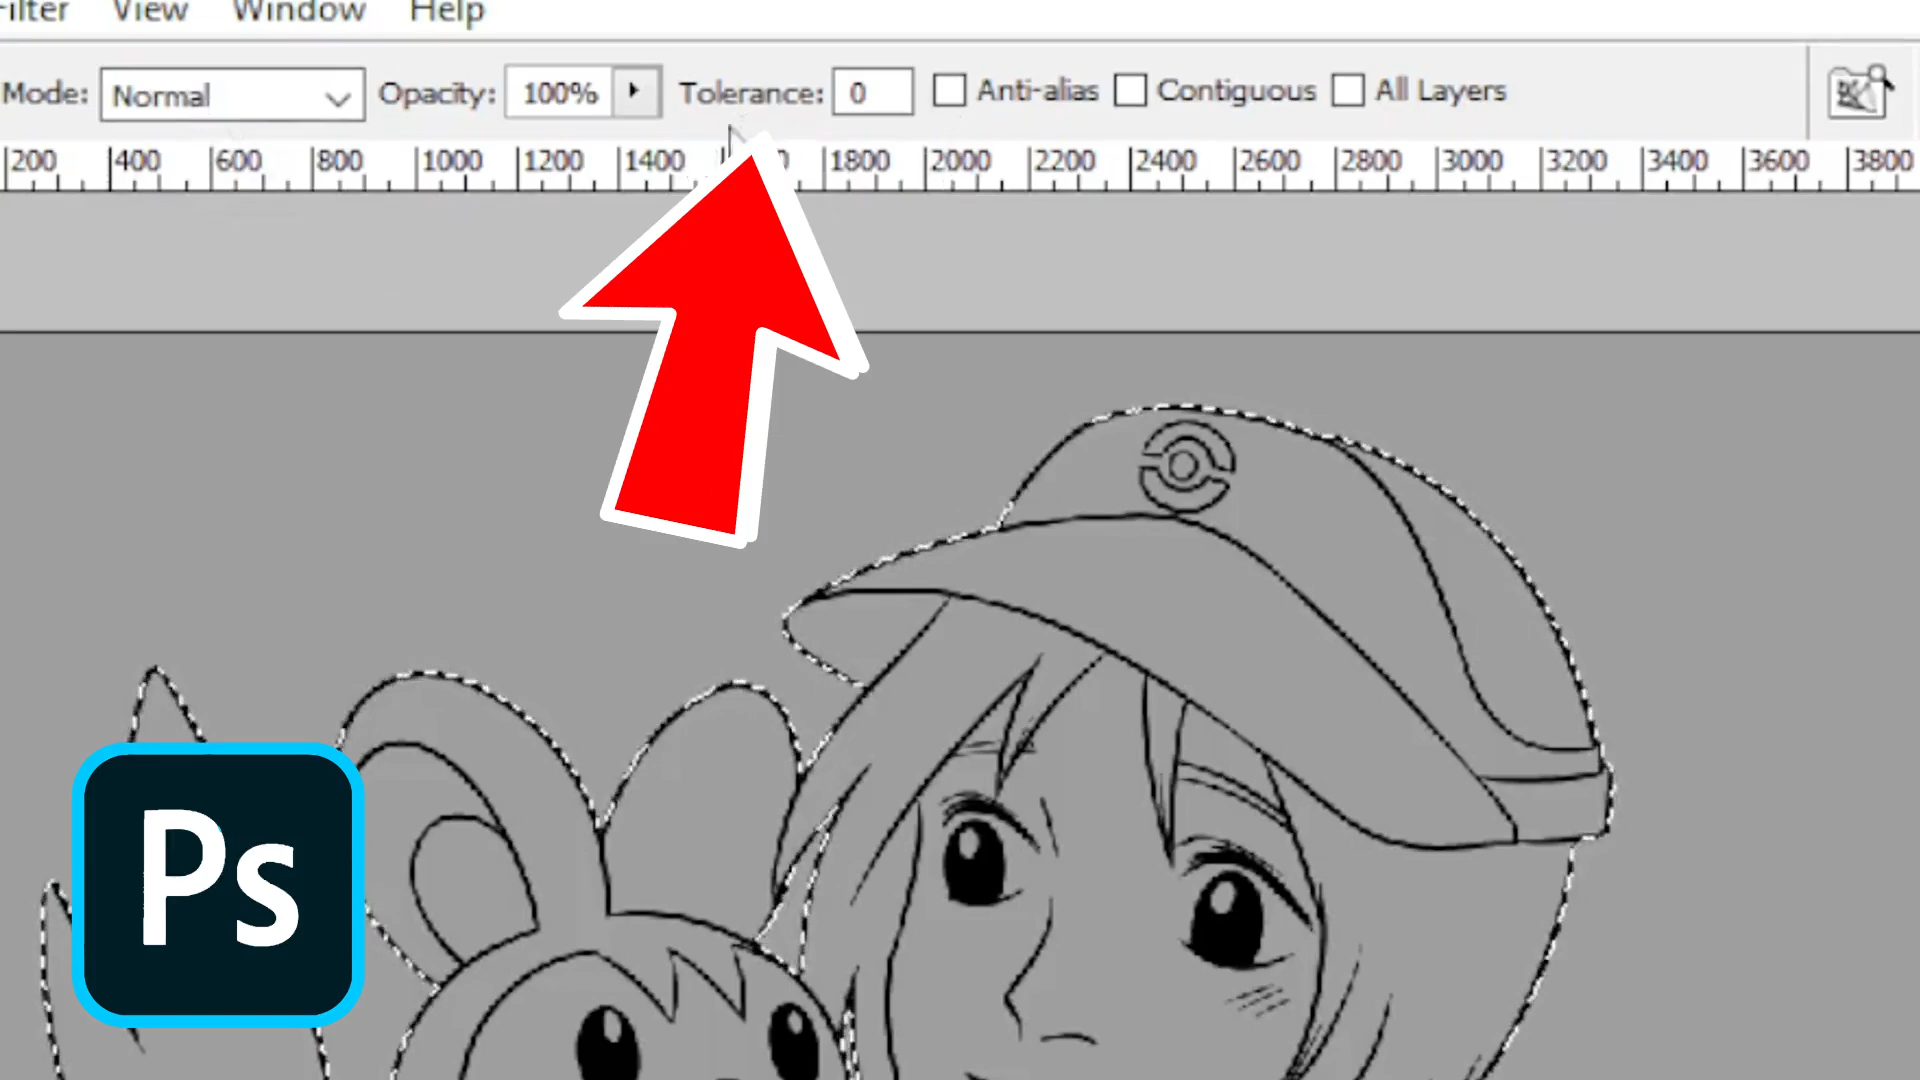 Filter View Window Help
Mode: Normal Opacity: 100% Tolerance: 0 Anti-alias Contiguous All Layers
200 400 600 800 1000 1200 1400 1800 2000 2200 2400 2600 2800 3000 3200 3400 3600 3800
Ps